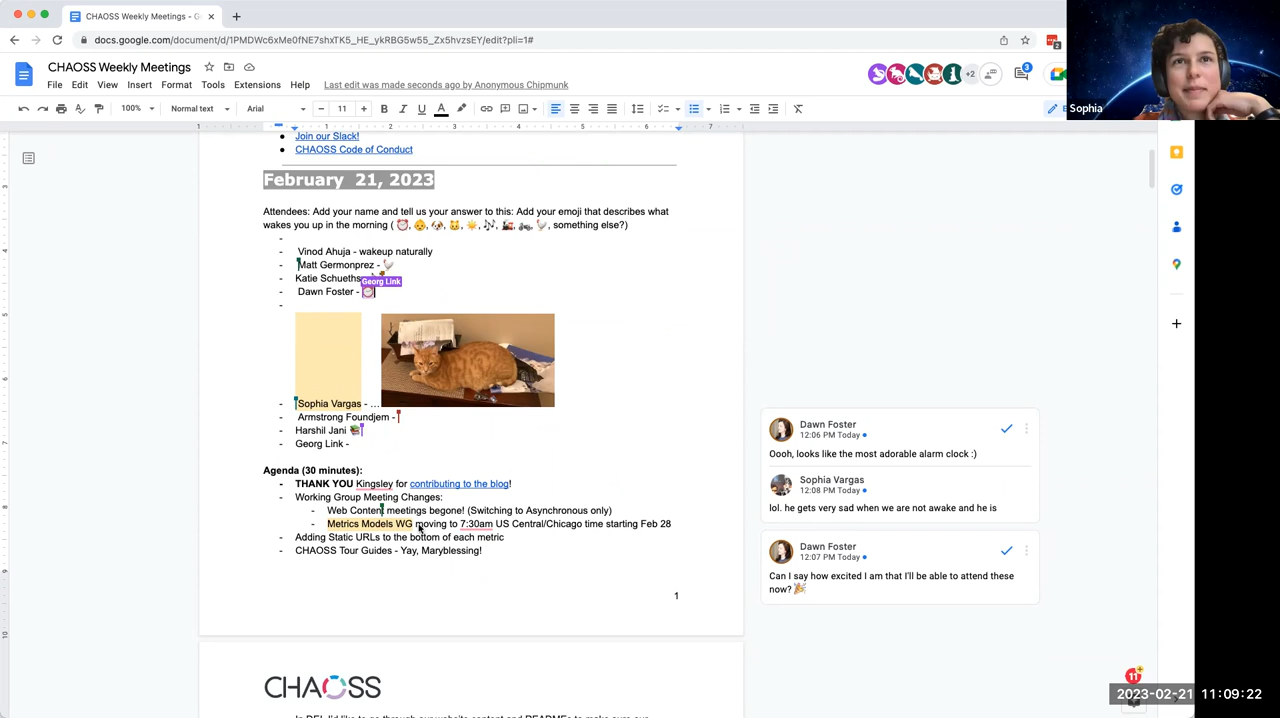 CHAOSS Weekly Meetings - G
docs.google.com/document/d/1PMDWc6xMe0fNE7shxTK5_HE_ykRBG5w55_Zx5hvzsEY/edit?pli=1#
2
Sophia
CHAOSS Weekly Meetings
File Edit View Insert Format Tools Extensions Help Last edit was made seconds ago by Anonymous Chipmunk
+2
3
100% Normal text Arial 11
Join our Slack!
CHAOSS Code of Conduct
February 21, 2023
Attendees: Add your name and tell us your answer to this: Add your emoji that describes what
wakes you up in the morning ( ⏰, 👶, 🐶, 🐱, ☀️, 🎶, 🚂, 🏍, 🐓, something else?)
-
- Vinod Ahuja - wakeup naturally
- Matt Germonprez - 🐓
- Katie Schueths
Georg Link
- Dawn Foster - ⏰
-
- Sophia Vargas - ...
- Armstrong Foundjem -
- Harshil Jani 📚
- Georg Link -
Agenda (30 minutes):
- THANK YOU Kingsley for contributing to the blog!
- Working Group Meeting Changes:
- Web Content meetings begone! (Switching to Asynchronous only)
- Metrics Models WG moving to 7:30am US Central/Chicago time starting Feb 28
- Adding Static URLs to the bottom of each metric
- CHAOSS Tour Guides - Yay, Maryblessing!
1
CHAOSS
Dawn Foster
12:06 PM Today
Oooh, looks like the most adorable alarm clock :)
Sophia Vargas
12:08 PM Today
lol. he gets very sad when we are not awake and he is
Dawn Foster
12:07 PM Today
Can I say how excited I am that I'll be able to attend these
now? 🎉
11
2023-02-21 11:09:22